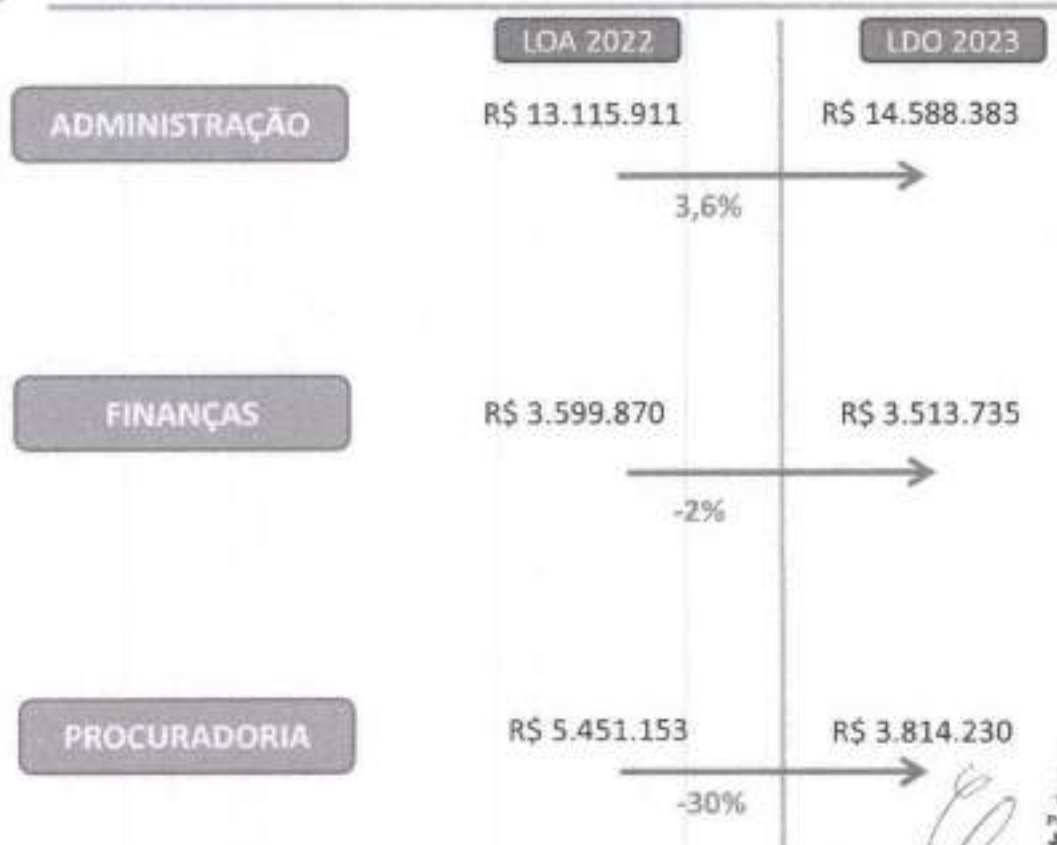 LOA 2022 LDO 2023
ADMINISTRAÇÃO R$ 13.115.911 R$ 14.588.383
3,6%
FINANÇAS R$ 3.599.870 R$ 3.513.735
-2%
PROCURADORIA R$ 5.451.153 R$ 3.814.230
-30%